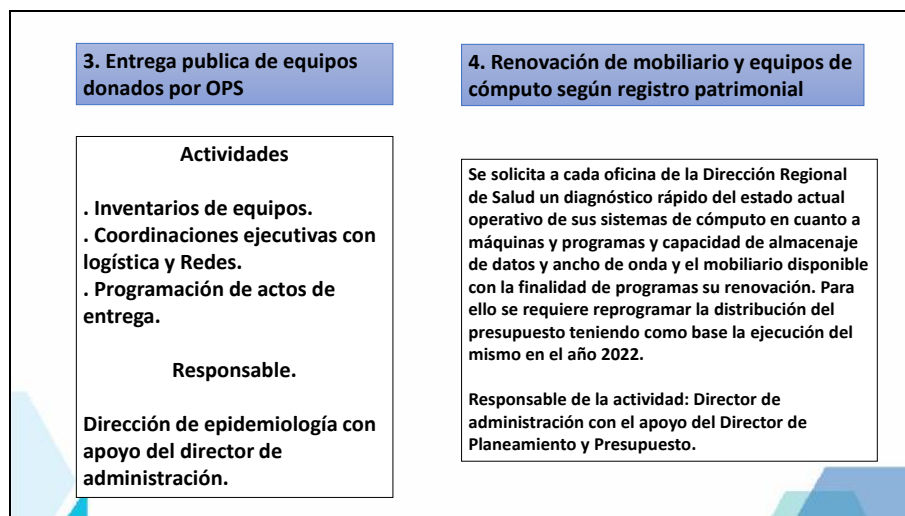 3. Entrega publica de equipos
donados por OPS
Actividades
. Inventarios de equipos.
. Coordinaciones ejecutivas con
logística y Redes.
. Programación de actos de
entrega.
Responsable.
Dirección de epidemiología con
apoyo del director de
administración.
4. Renovación de mobiliario y equipos de
cómputo según registro patrimonial
Se solicita a cada oficina de la Dirección Regional
de Salud un diagnóstico rápido del estado actual
operativo de sus sistemas de cómputo en cuanto a
máquinas y programas y capacidad de almacenaje
de datos y ancho de onda y el mobiliario disponible
con la finalidad de programas su renovación. Para
ello se requiere reprogramar la distribución del
presupuesto teniendo como base la ejecución del
mismo en el año 2022.
Responsable de la actividad: Director de
administración con el apoyo del Director de
Planeamiento y Presupuesto.